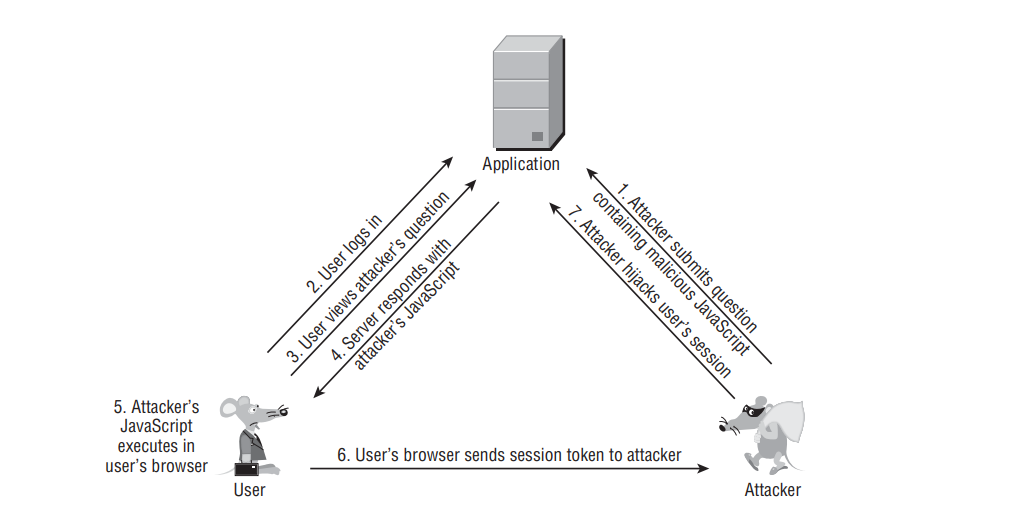 Application
1. Attacker submits question
containing malicious JavaScript
7. Attacker hijacks user's session
2. User logs in
3. User views attacker's question
4. Server responds with
attacker's JavaScript
5. Attacker's
JavaScript
executes in
user's browser
6. User's browser sends session token to attacker
User
Attacker